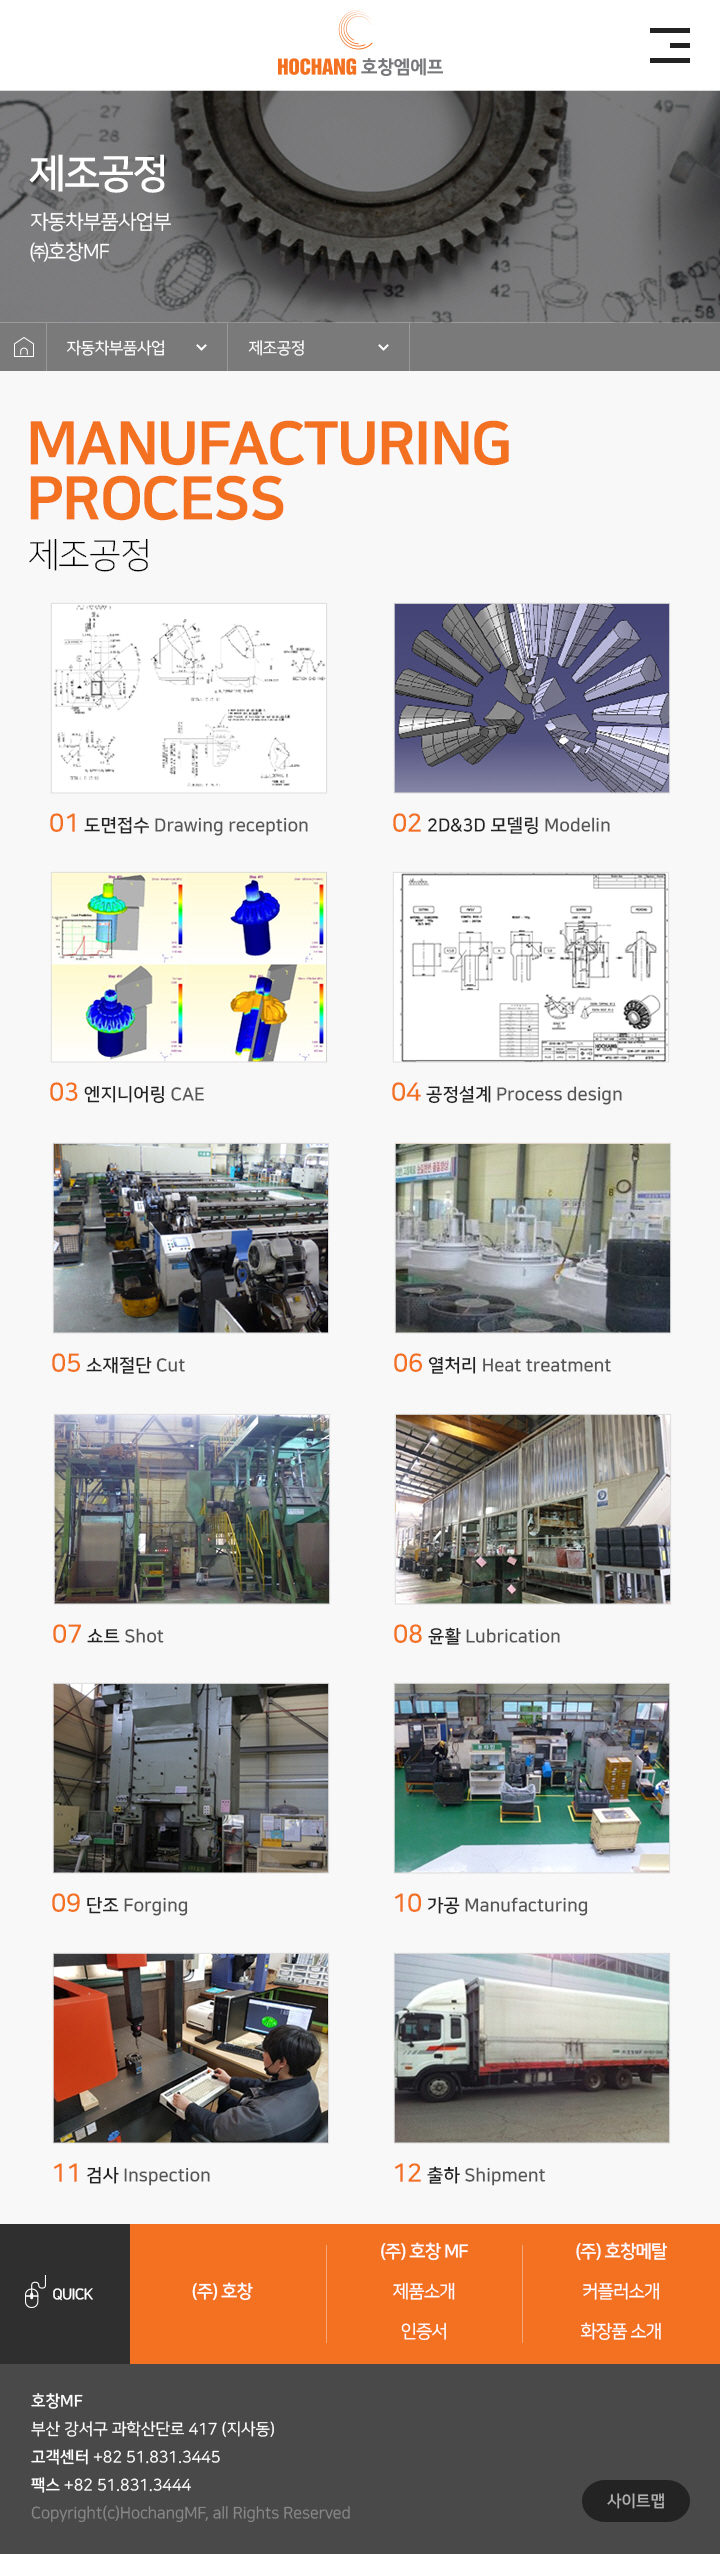 HOCHANG 호창엠에프
제조공정
자동차부품사업부
㈜호창MF
자동차부품사업
제조공정
MANUFACTURING
PROCESS
제조공정
01 도면접수 Drawing reception
02 2D&3D 모델링 Modelin
03 엔지니어링 CAE
04 공정설계 Process design
05 소재절단 Cut
06 열처리 Heat treatment
07 쇼트 Shot
08 윤활 Lubrication
09 단조 Forging
10 가공 Manufacturing
11 검사 Inspection
12 출하 Shipment
QUICK
(주) 호창
(주) 호창 MF
제품소개
인증서
(주) 호창메탈
커플러소개
화장품 소개
호창MF
부산 강서구 과학산단로 417 (지사동)
고객센터 +82 51.831.3445
팩스 +82 51.831.3444
Copyright(c)HochangMF, all Rights Reserved
사이트맵